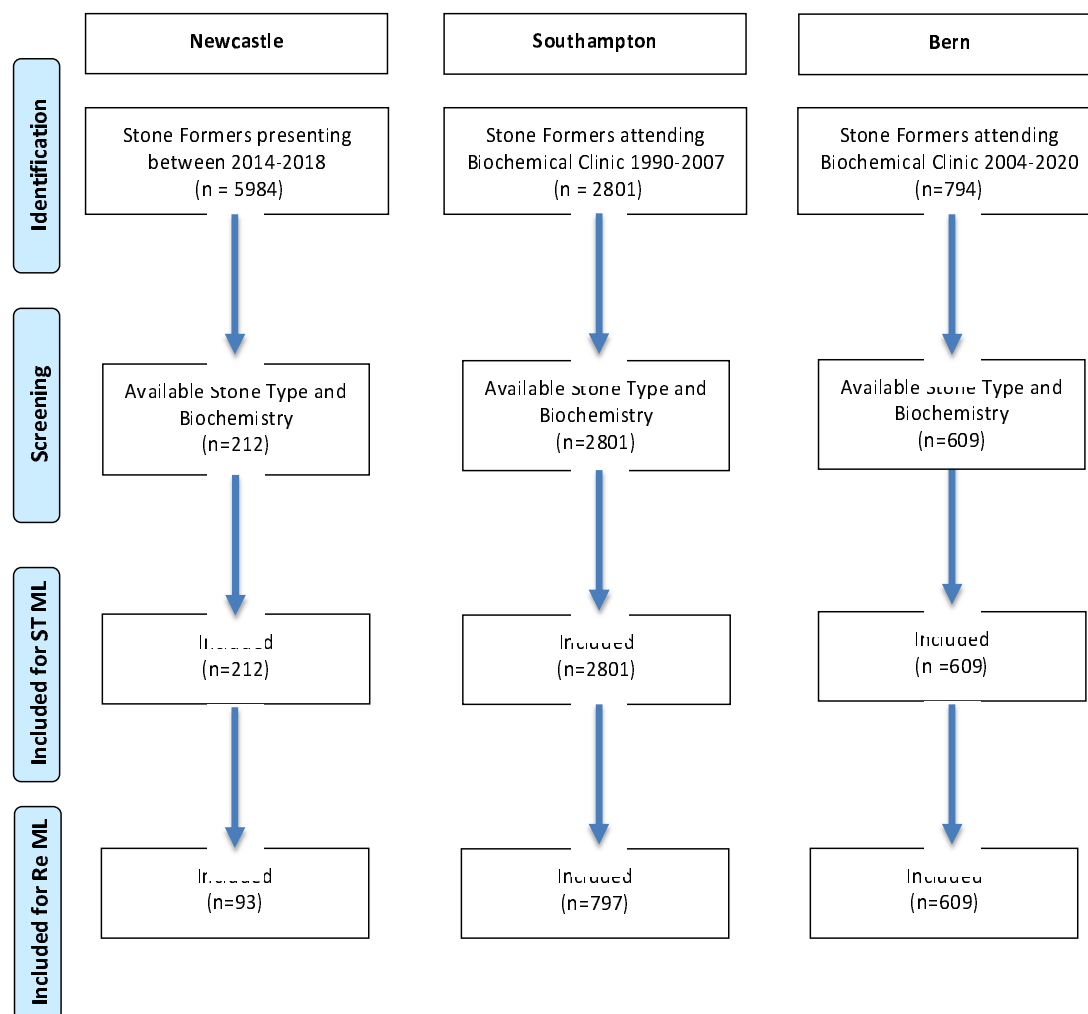 Newcastle
Southampton
Bern
Identification
Stone Formers presenting
between 2014-2018
(n = 5984)
Stone Formers attending
Biochemical Clinic 1990-2007
(n = 2801)
Stone Formers attending
Biochemical Clinic 2004-2020
(n=794)
Screening
Available Stone Type and
Biochemistry
(n=212)
Available Stone Type and
Biochemistry
(n=2801)
Available Stone Type and
Biochemistry
(n=609)
Included for ST ML
Included
(n=212)
Included
(n=2801)
Included
(n =609)
Included for Re ML
Included
(n=93)
Included
(n=797)
Included
(n=609)